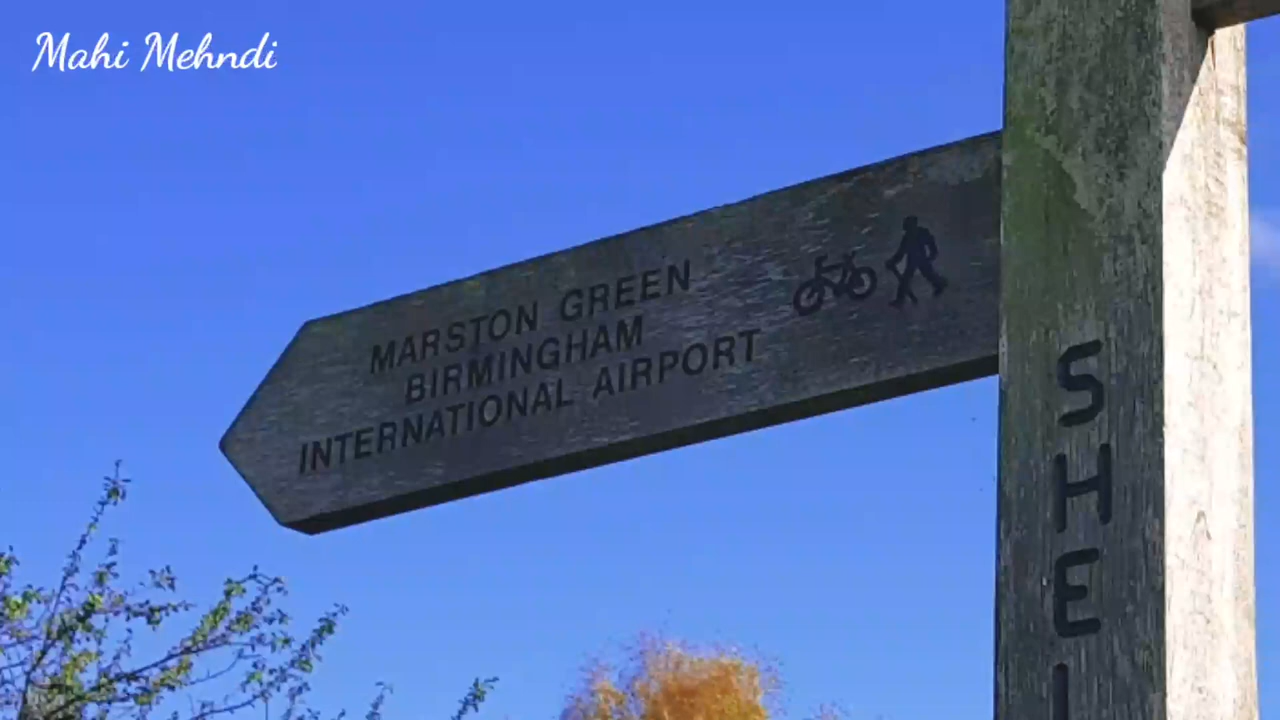 Mahi Mehndi
MARSTON GREEN
BIRMINGHAM
INTERNATIONAL AIRPORT
S
H
E